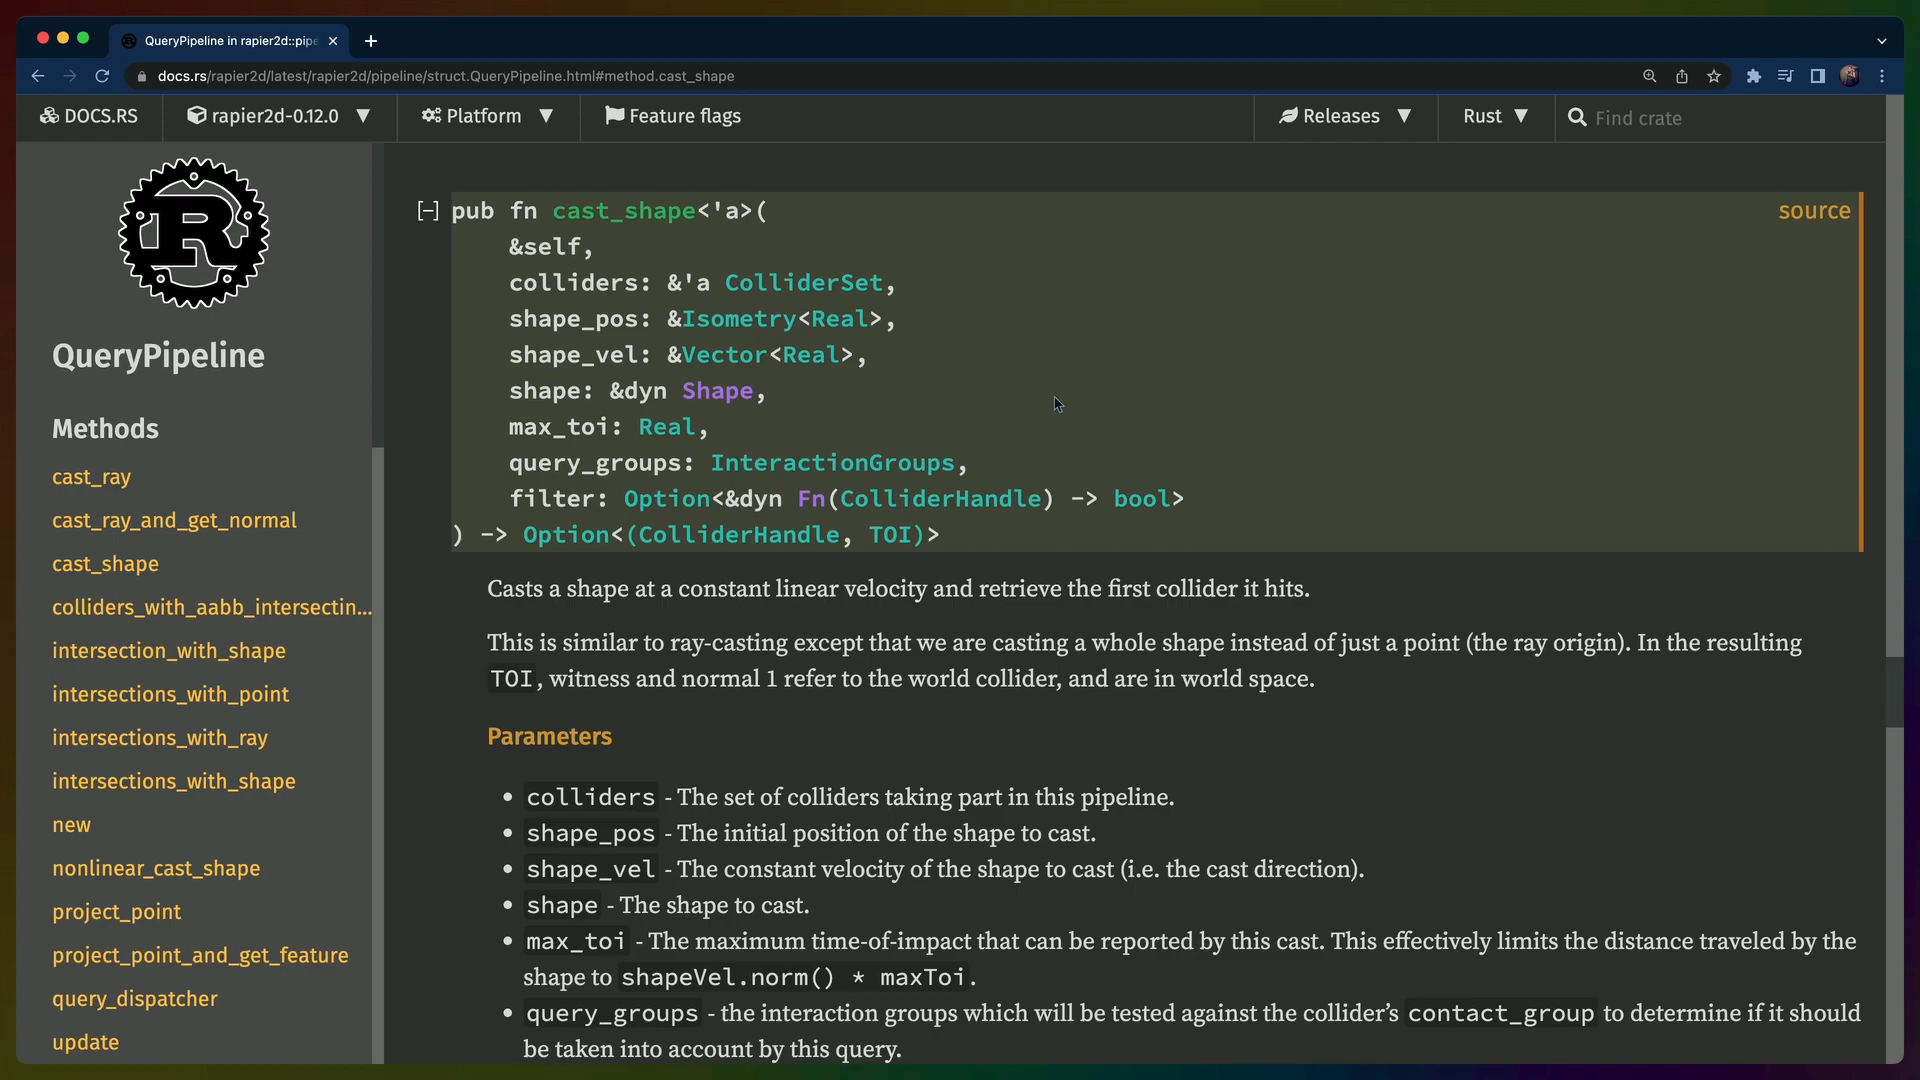 QueryPipeline in rapier2d::pipe
docs.rs/rapier2d/latest/rapier2d/pipeline/struct.QueryPipeline.html#method.cast_shape
DOCS.RS
rapier2d-0.12.0
Platform
Feature flags
Releases
Rust
Find crate
R
QueryPipeline
Methods
cast_ray
cast_ray_and_get_normal
cast_shape
colliders_with_aabb_intersectin...
intersection_with_shape
intersections_with_point
intersections_with_ray
intersections_with_shape
new
nonlinear_cast_shape
project_point
project_point_and_get_feature
query_dispatcher
update
[-] pub fn cast_shape<'a>(
source
&self,
colliders: &'a ColliderSet,
shape_pos: &Isometry<Real>,
shape_vel: &Vector<Real>,
shape: &dyn Shape,
max_toi: Real,
query_groups: InteractionGroups,
filter: Option<&dyn Fn(ColliderHandle) -> bool>
) -> Option<(ColliderHandle, TOI)>
Casts a shape at a constant linear velocity and retrieve the first collider it hits.
This is similar to ray-casting except that we are casting a whole shape instead of just a point (the ray origin). In the resulting
TOI, witness and normal 1 refer to the world collider, and are in world space.
Parameters
• colliders - The set of colliders taking part in this pipeline.
• shape_pos - The initial position of the shape to cast.
• shape_vel - The constant velocity of the shape to cast (i.e. the cast direction).
• shape - The shape to cast.
• max_toi - The maximum time-of-impact that can be reported by this cast. This effectively limits the distance traveled by the
shape to shapeVel.norm() * maxToi.
• query_groups - the interaction groups which will be tested against the collider’s contact_group to determine if it should
be taken into account by this query.